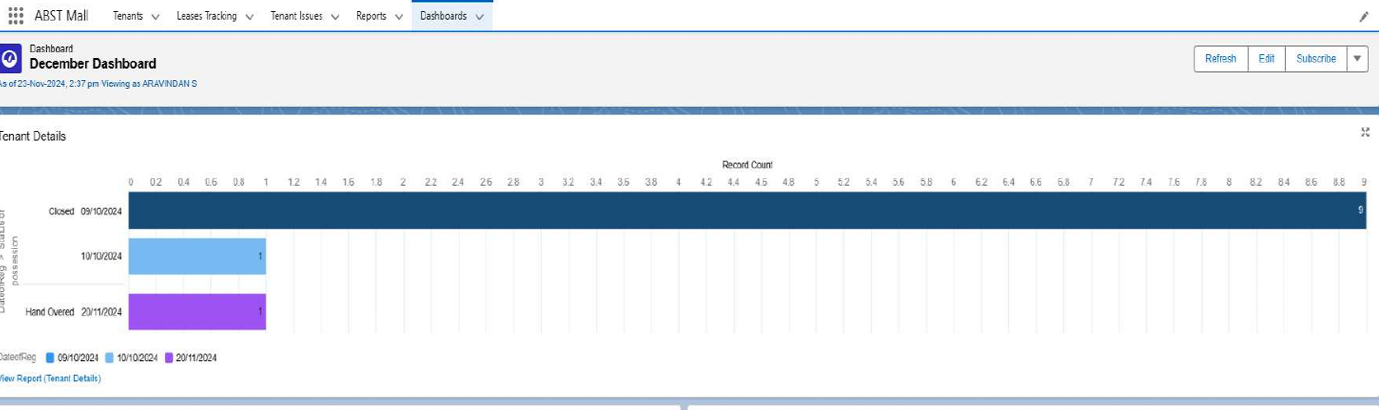 ABST Mall Tenants Leases Tracking Tenant Issues Reports Dashboards
Dashboard
December Dashboard
As of 23-Nov-2024, 2:37 pm Viewing as ARAVINDAN S
Refresh Edit Subscribe
Tenant Details
Record Count
0 0.2 0.4 0.6 0.8 1 1.2 1.4 1.6 1.8 2 2.2 2.4 2.6 2.8 3 3.2 3.4 3.6 3.8 4 4.2 4.4 4.6 4.8 5 5.2 5.4 5.6 5.8 6 6.2 6.4 6.6 6.8 7 7.2 7.4 7.6 7.8 8 8.2 8.4 8.6 8.8 9
DateofReg > Status of
possession
Closed 09/10/2024 9
10/10/2024 1
Hand Overed 20/11/2024 1
DateofReg 09/10/2024 10/10/2024 20/11/2024
View Report (Tenant Details)